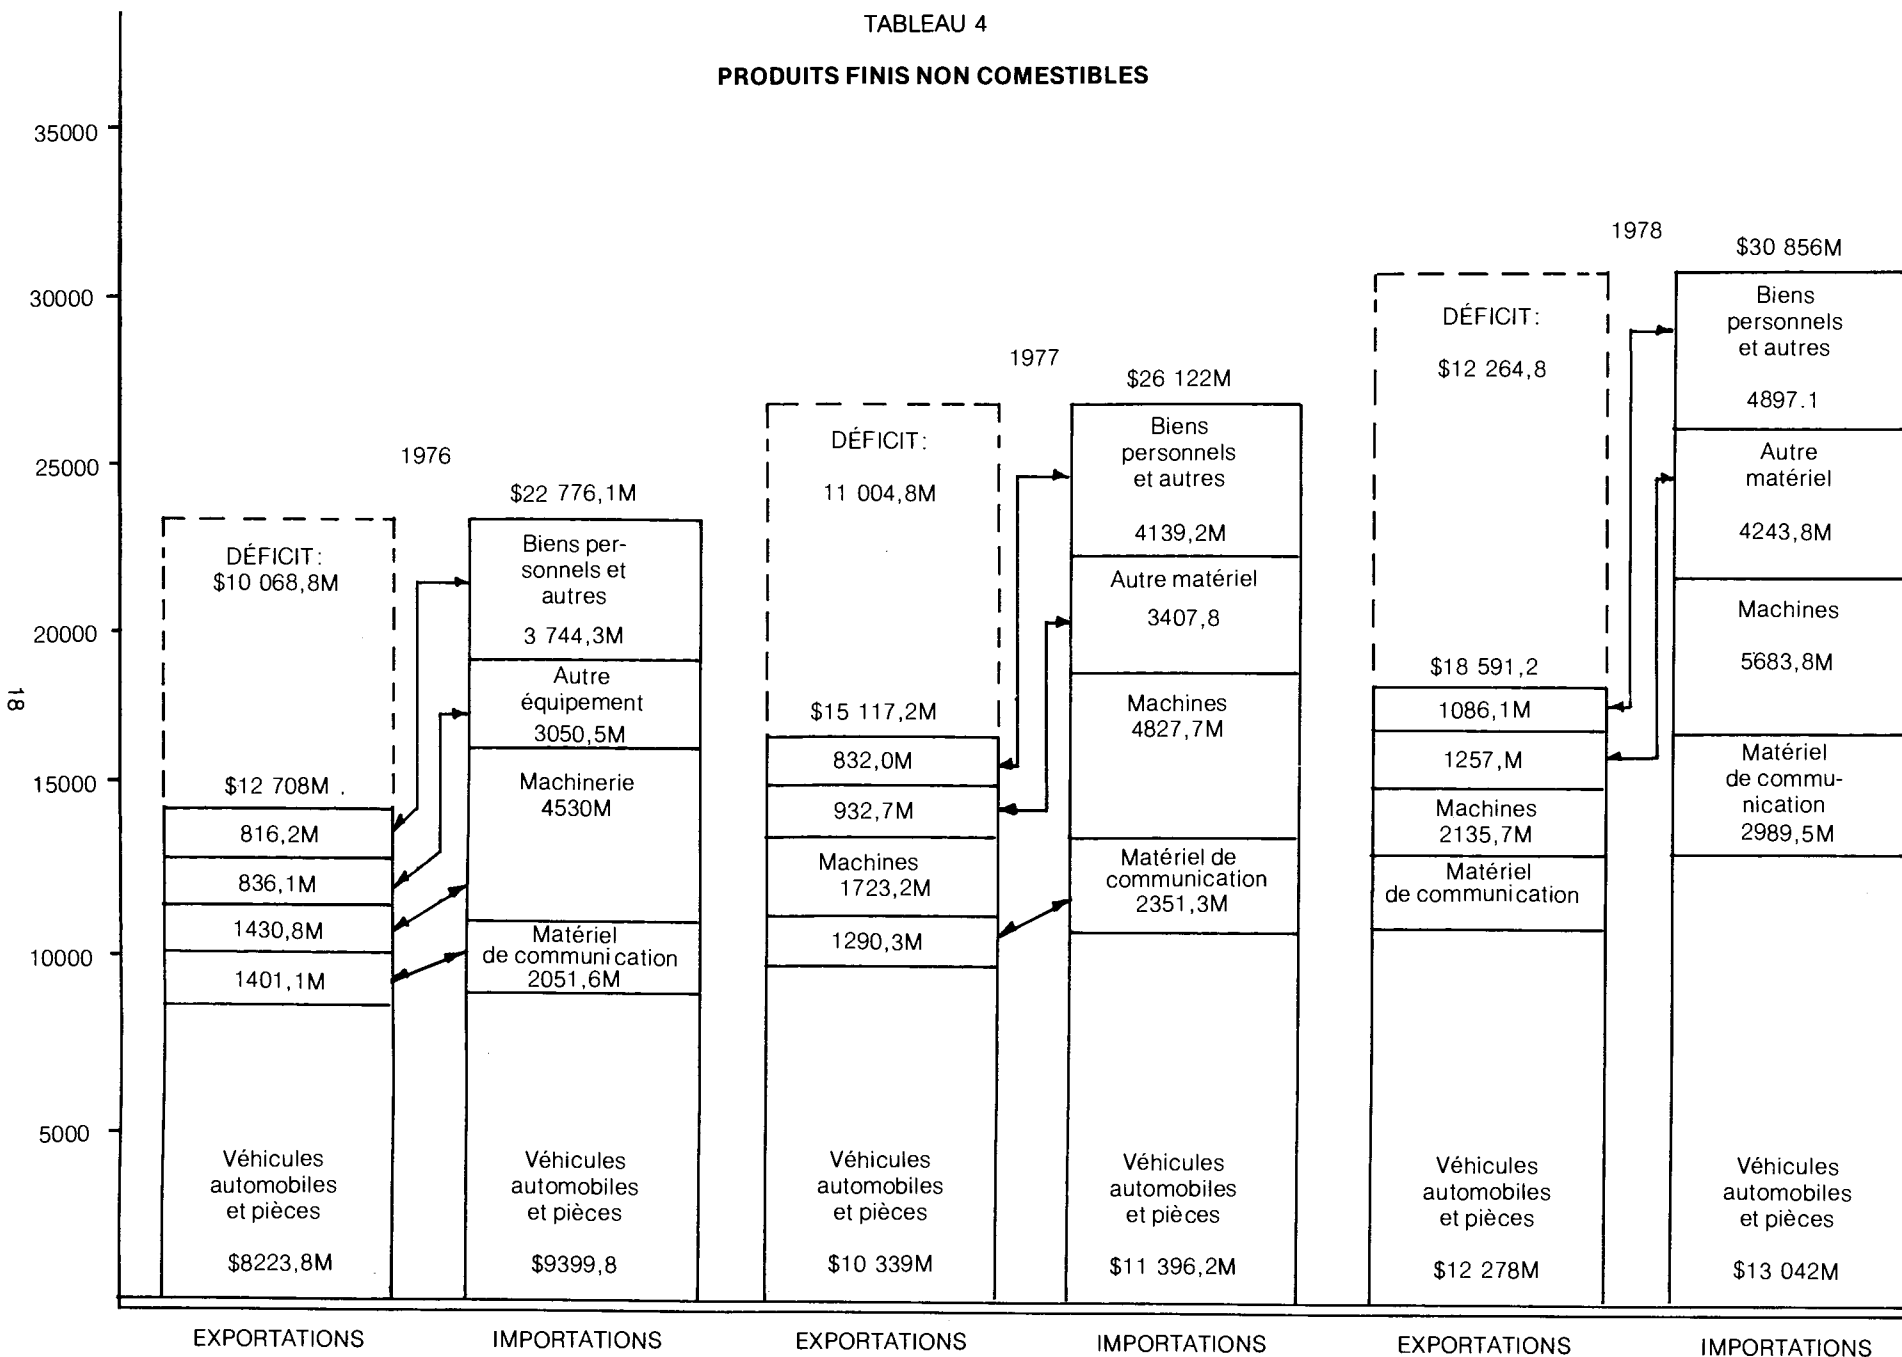 TABLEAU 4
PRODUITS FINIS NON COMESTIBLES
35000
30000
25000
20000
15000
10000
5000
18
1976
DÉFICIT:
$10 068,8M
$12 708M .
816,2M
836,1M
1430,8M
1401,1M
Véhicules
automobiles
et pièces
$8223,8M
EXPORTATIONS
$22 776,1M
Biens per-
sonnels et
autres
3 744,3M
Autre
équipement
3050,5M
Machinerie
4530M
Matériel
de communication
2051,6M
Véhicules
automobiles
et pièces
$9399,8
IMPORTATIONS
1977
DÉFICIT:
11 004,8M
$15 117,2M
832,0M
932,7M
Machines
1723,2M
1290,3M
Véhicules
automobiles
et pièces
$10 339M
EXPORTATIONS
$26 122M
Biens
personnels
et autres
4139,2M
Autre matériel
3407,8
Machines
4827,7M
Matériel de
communication
2351,3M
Véhicules
automobiles
et pièces
$11 396,2M
IMPORTATIONS
1978
DÉFICIT:
$12 264,8
$18 591,2
1086,1M
1257,M
Machines
2135,7M
Matériel
de communication
Véhicules
automobiles
et pièces
$12 278M
EXPORTATIONS
$30 856M
Biens
personnels
et autres
4897.1
Autre
matériel
4243,8M
Machines
5683,8M
Matériel
de commu-
nication
2989,5M
Véhicules
automobiles
et pièces
$13 042M
IMPORTATIONS